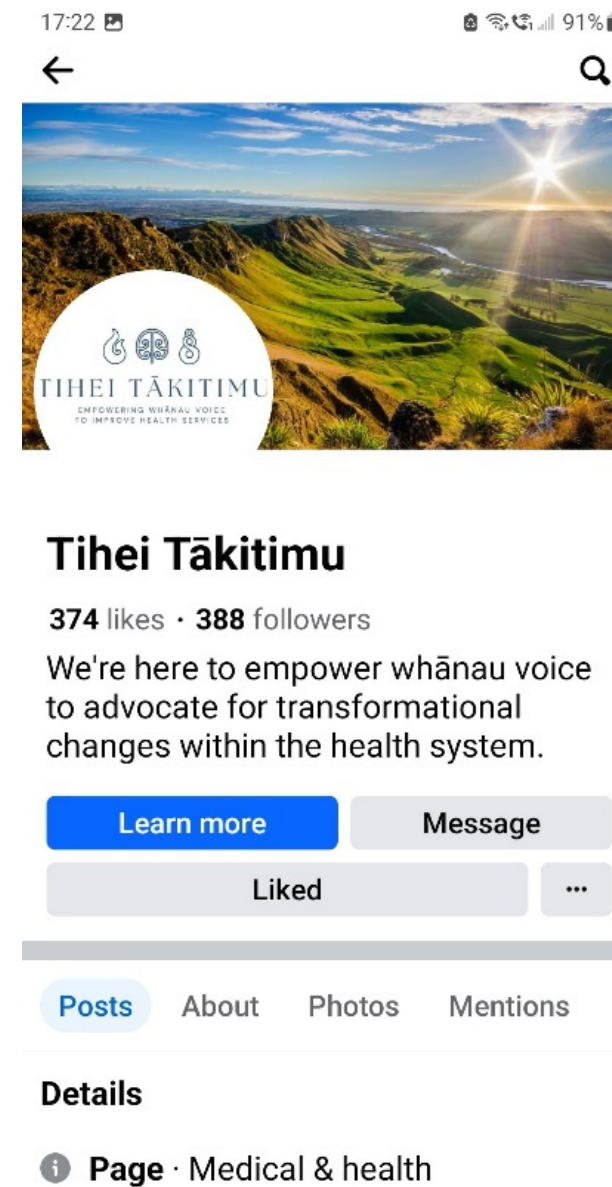 17:22 91%
TIHEI TĀKITIMU
EMPOWERING WHĀNAU VOICE
TO IMPROVE HEALTH SERVICES
Tihei Tākitimu
374 likes · 388 followers
We're here to empower whānau voice
to advocate for transformational
changes within the health system.
Learn more Message
Liked ...
Posts About Photos Mentions
Details
Page · Medical & health